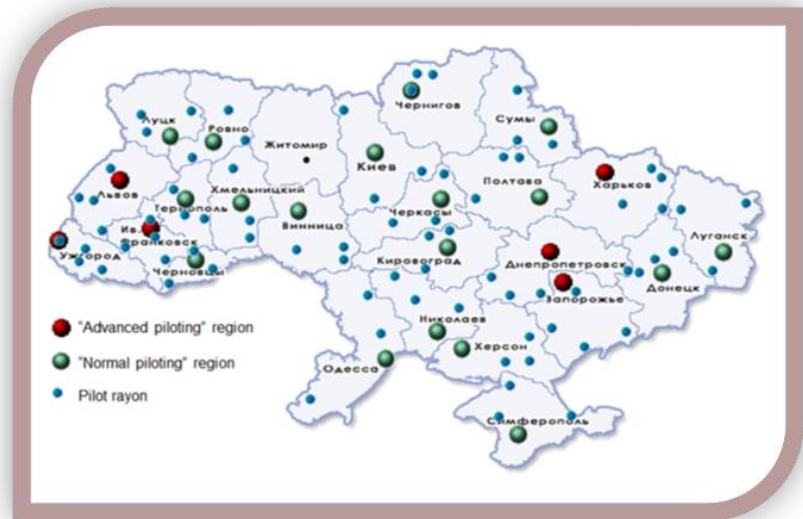 Чернигов
Луцк
Ровно
Сумы
Житомир
Киев
Львов
Харьков
Хмельницкий
Полтава
Тернополь
Черкассы
Винница
Ив.
Франковск
Луганск
Ужгород
Кировоград
Днепропетровск
Черновцы
Донецк
Запорожье
Николаев
"Advanced piloting" region
Херсон
"Normal piloting" region
Одесса
Pilot rayon
Симферополь